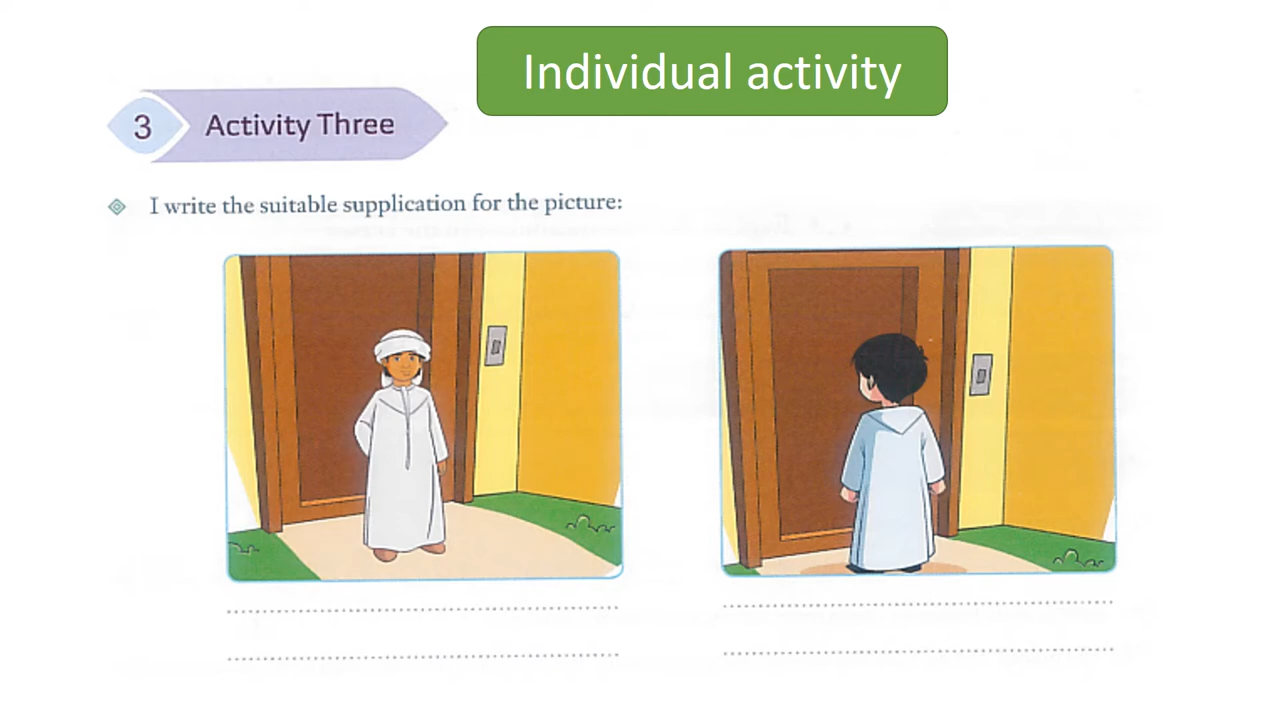 Individual activity
3 Activity Three
I write the suitable supplication for the picture: